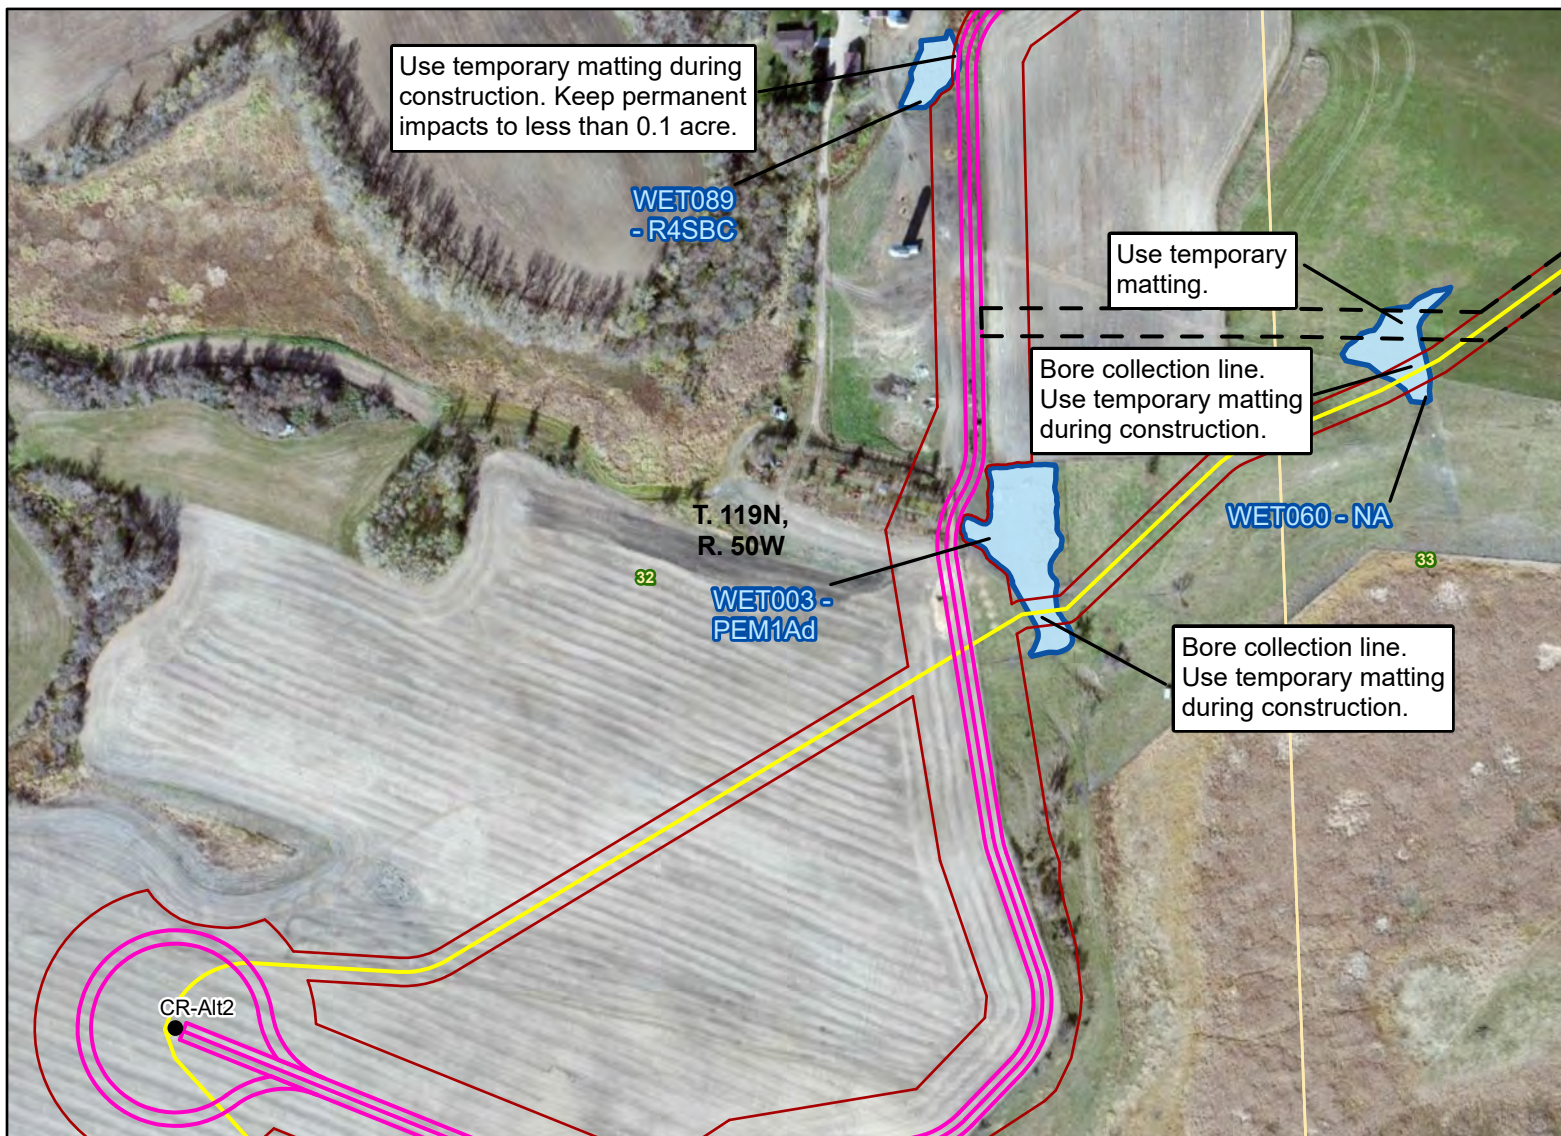 Use temporary matting during
construction. Keep permanent
impacts to less than 0.1 acre.
WET089
- R4SBC
Use temporary
matting.
Bore collection line.
Use temporary matting
during construction.
T. 119N,
R. 50W
WET060 - NA
32
33
WET003 -
PEM1Ad
Bore collection line.
Use temporary matting
during construction.
CR-Alt2